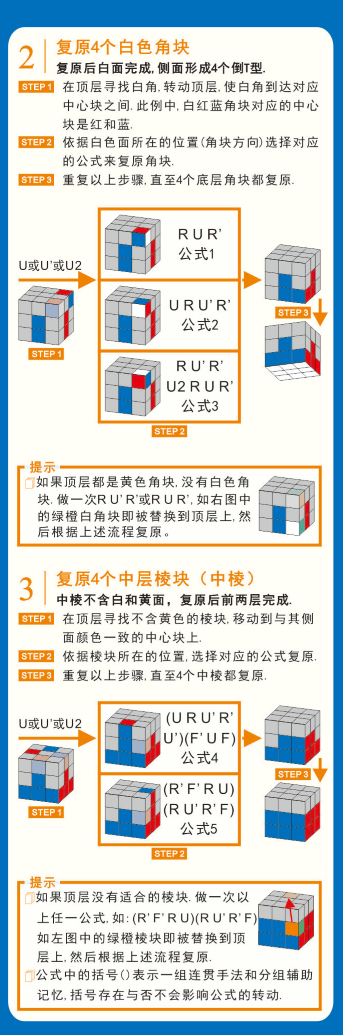 2 复原4个白色角块
复原后白面完成, 侧面形成4个倒T型.
STEP 1 在顶层寻找白角, 转动顶层, 使白角到达对应
中心块之间. 此例中, 白红蓝角块对应的中心
块是红和蓝.
STEP 2 依据白色面所在的位置(角块方向)选择对应
的公式来复原角块.
STEP 3 重复以上步骤, 直至4个底层角块都复原.
U或U'或U2
STEP 1
R U R'
公式1
U R U' R'
公式2
R U' R'
U2 R U R'
公式3
STEP 2
STEP 3
提示
如果顶层都是黄色角块, 没有白色角
块. 做一次R U' R'或R U R', 如右图中
的绿橙白角块即被替换到顶层上, 然
后根据上述流程复原。
3 复原4个中层棱块（中棱）
中棱不含白和黄面，复原后前两层完成.
STEP 1 在顶层寻找不含黄色的棱块, 移动到与其侧
面颜色一致的中心块上.
STEP 2 依据棱块所在的位置, 选择对应的公式复原.
STEP 3 重复以上步骤, 直至4个中棱都复原.
U或U'或U2
STEP 1
(U R U' R'
U')(F' U F)
公式4
(R' F' R U)
(R U' R' F)
公式5
STEP 2
STEP 3
提示
如果顶层没有适合的棱块. 做一次以
上任一公式, 如: (R' F' R U)(R U' R' F)
如左图中的绿橙棱块即被替换到顶
层上, 然后根据上述流程复原.
公式中的括号()表示一组连贯手法和分组辅助
记忆, 括号存在与否不会影响公式的转动.